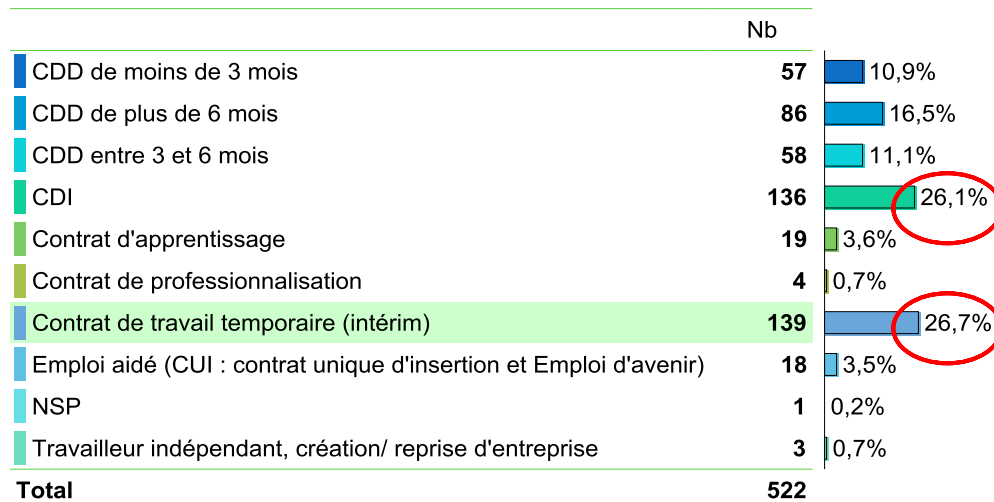 Nb
CDD de moins de 3 mois 57 10,9%
CDD de plus de 6 mois 86 16,5%
CDD entre 3 et 6 mois 58 11,1%
CDI 136 26,1%
Contrat d'apprentissage 19 3,6%
Contrat de professionnalisation 4 0,7%
Contrat de travail temporaire (intérim) 139 26,7%
Emploi aidé (CUI : contrat unique d'insertion et Emploi d'avenir) 18 3,5%
NSP 1 0,2%
Travailleur indépendant, création/ reprise d'entreprise 3 0,7%
Total 522